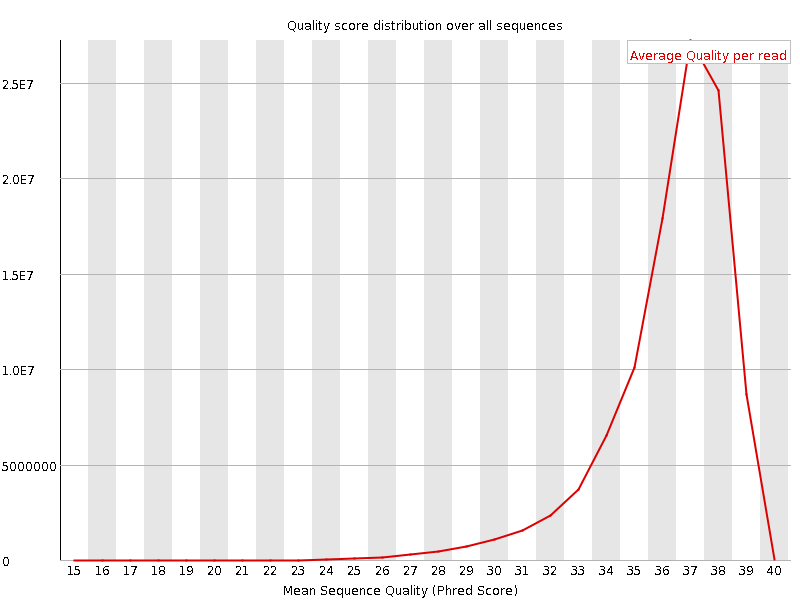 Quality score distribution over all sequences
Average Quality per read
2.5E7
2.0E7
1.5E7
1.0E7
5000000
0
15 16 17 18 19 20 21 22 23 24 25 26 27 28 29 30 31 32 33 34 35 36 37 38 39 40
Mean Sequence Quality (Phred Score)